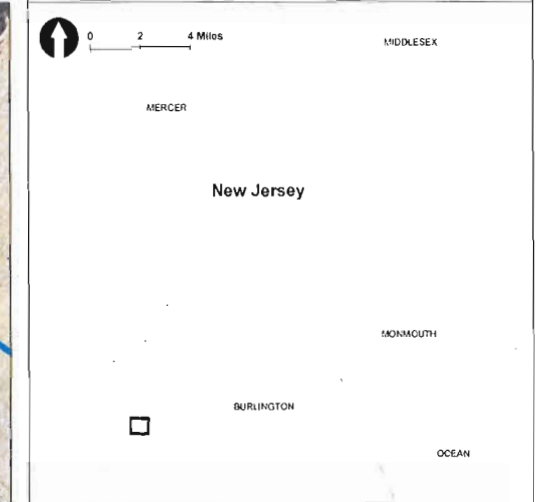 0 2 4 Miles
MIDDLESEX
MERCER
New Jersey
MONMOUTH
BURLINGTON
OCEAN